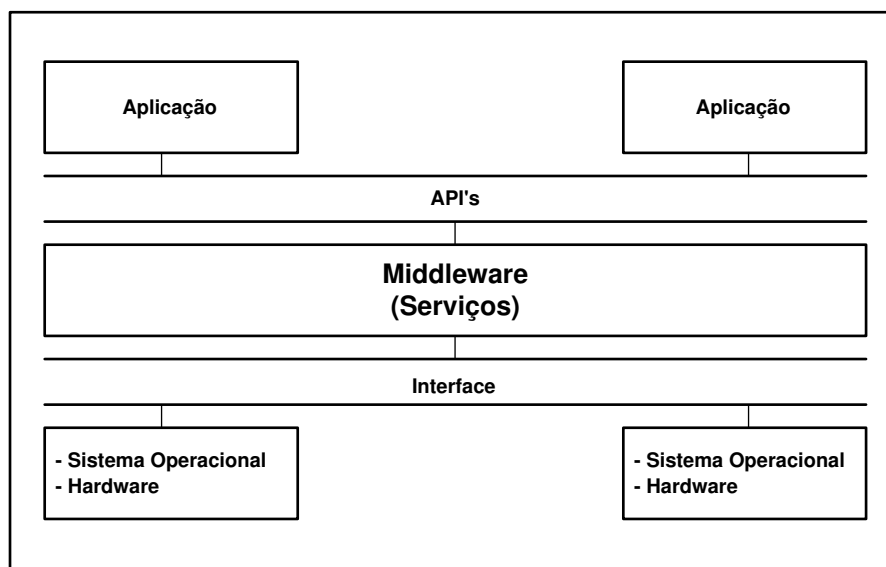 Aplicação Aplicação
API's
Middleware
(Serviços)
Interface
- Sistema Operacional
- Hardware
- Sistema Operacional
- Hardware